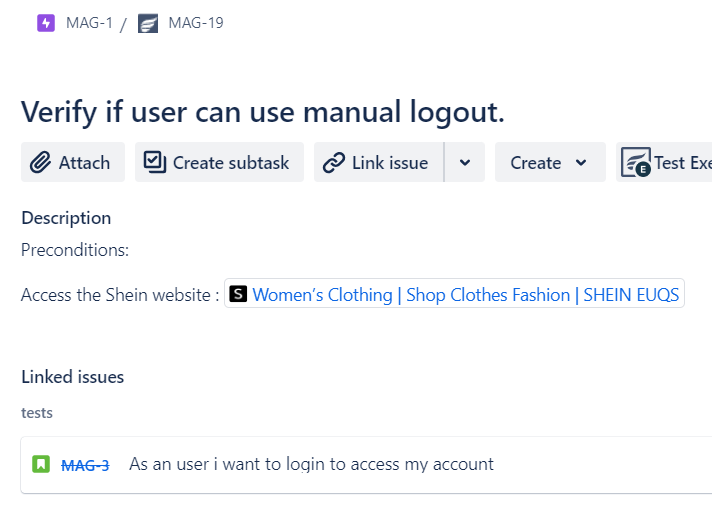 MAG-1 / MAG-19
Verify if user can use manual logout.
Attach Create subtask Link issue Create E Test Exe
Description
Preconditions:
Access the Shein website : S Women’s Clothing | Shop Clothes Fashion | SHEIN EUQS
Linked issues
tests
MAG-3 As an user i want to login to access my account